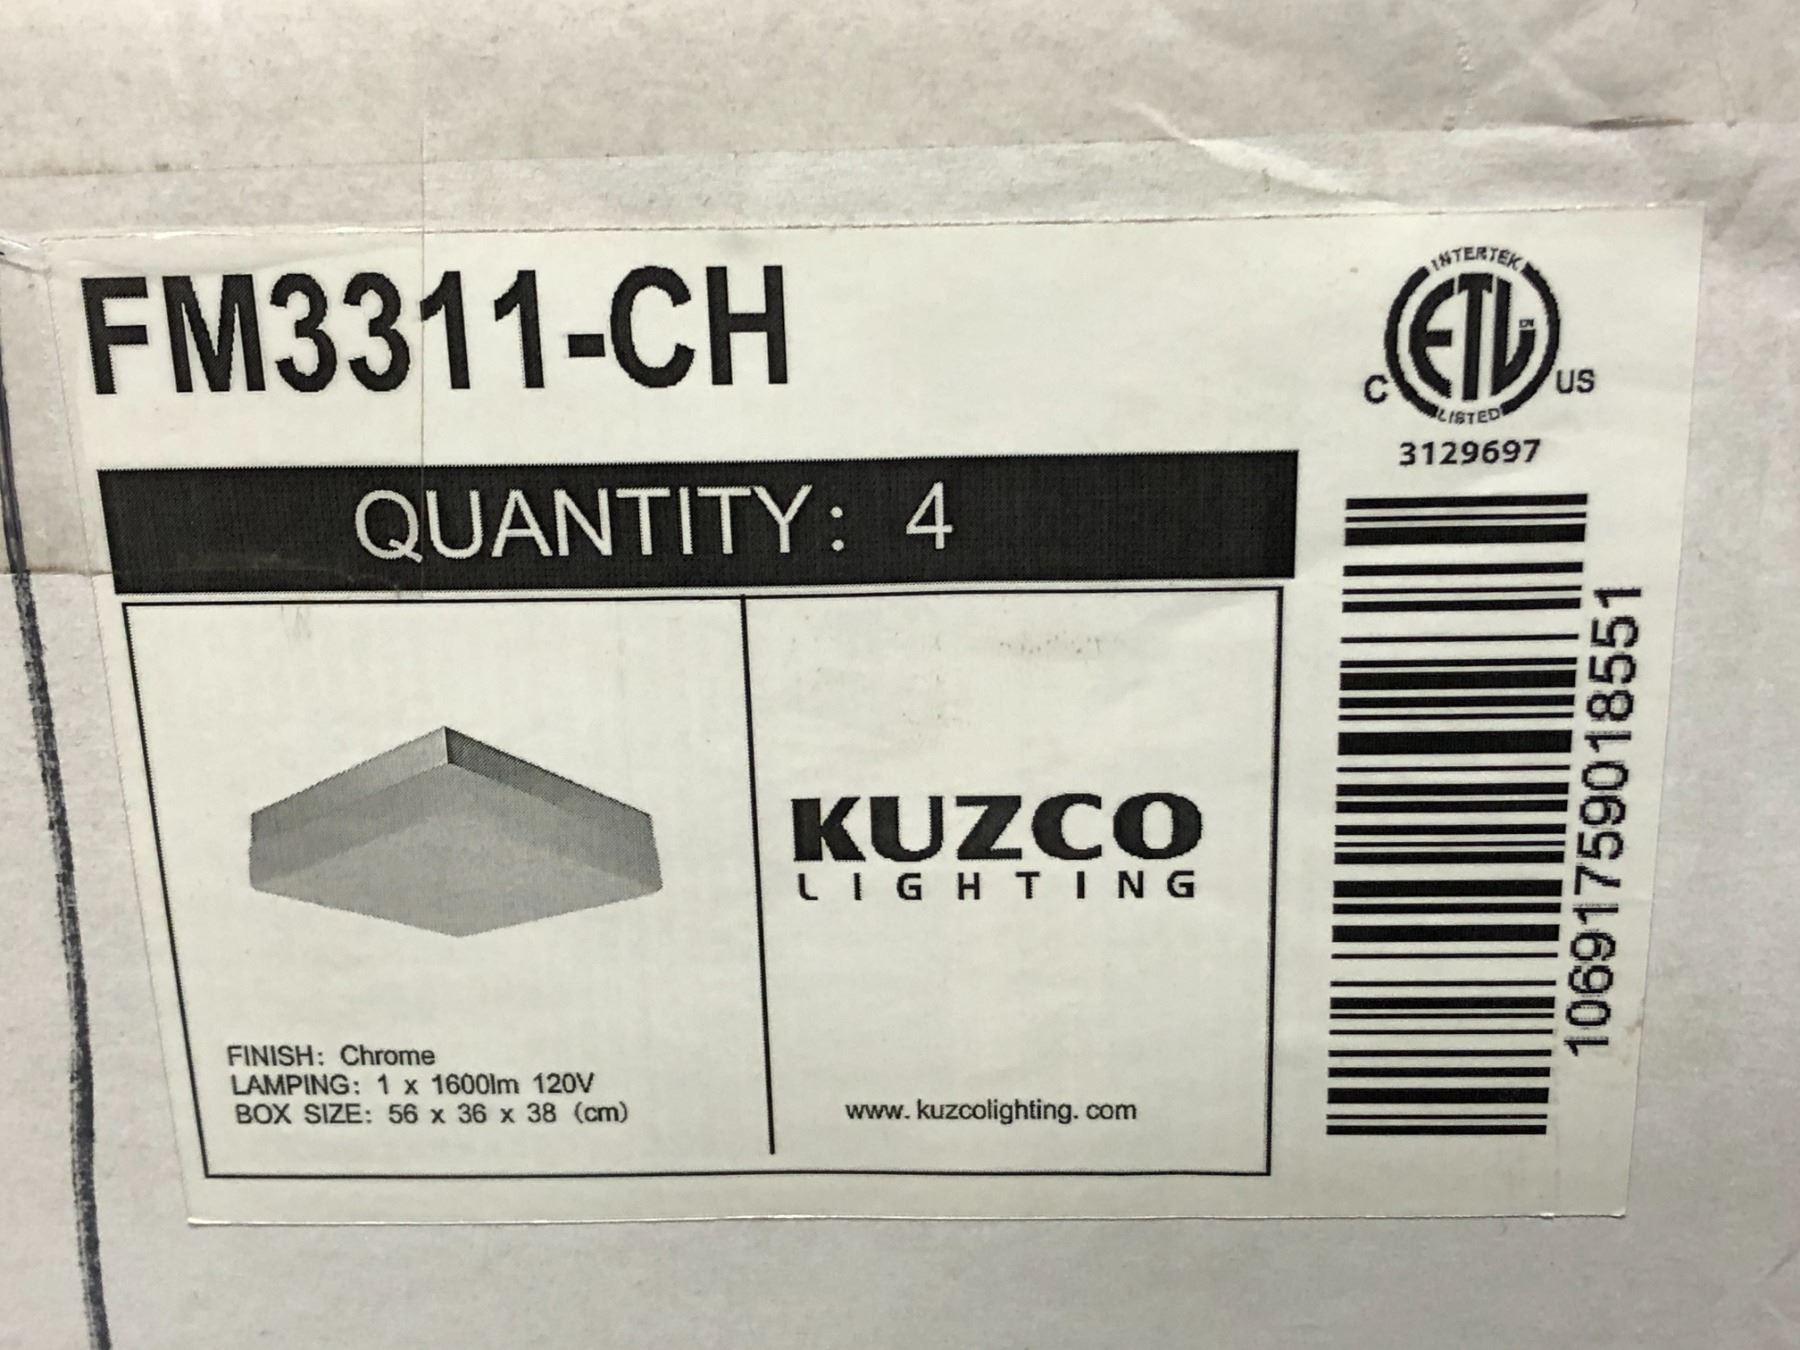 FM3311-CH
INTERTEK
ETL
CM
C US
LISTED
3129697
QUANTITY: 4
KUZCO
LIGHTING
FINISH: Chrome
LAMPING: 1 x 1600lm 120V
BOX SIZE: 56 x 36 x 38 (cm)
www.kuzcolighting.com
10691759018551